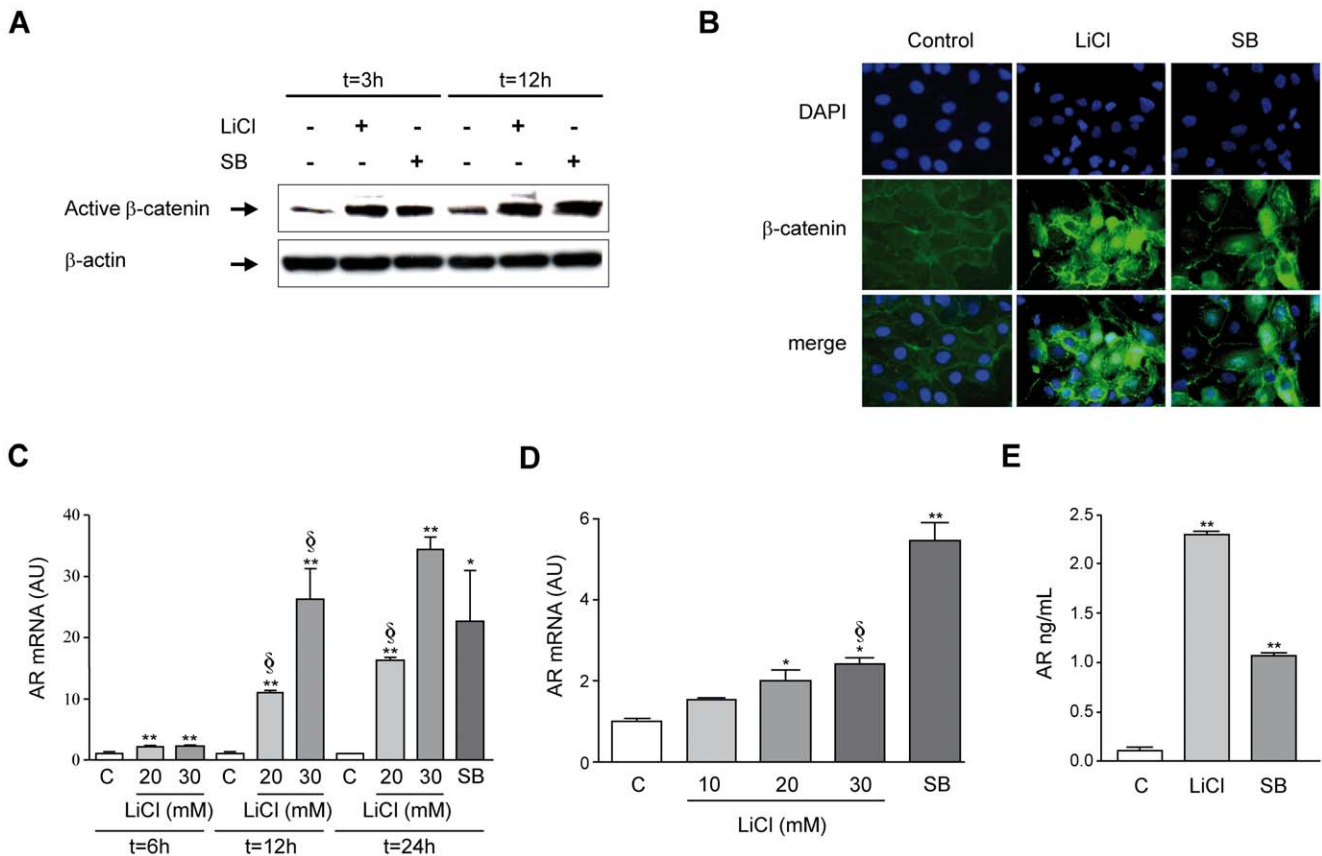 A
t=3h t=12h
LiCl - + - - + -
SB - - + - - +
Active β-catenin
β-actin
B
Control LiCl SB
DAPI
β-catenin
merge
C
AR mRNA (AU)
40
30
20
10
0
** ** § ** § ** § ** ** *
C 20 30 C 20 30 C 20 30 SB
LiCl (mM) LiCl (mM) LiCl (mM)
t=6h t=12h t=24h
D
AR mRNA (AU)
6
4
2
0
* § * **
C 10 20 30 SB
LiCl (mM)
E
AR ng/mL
2.5
2.0
1.5
1.0
0.5
0.0
** **
C LiCl SB